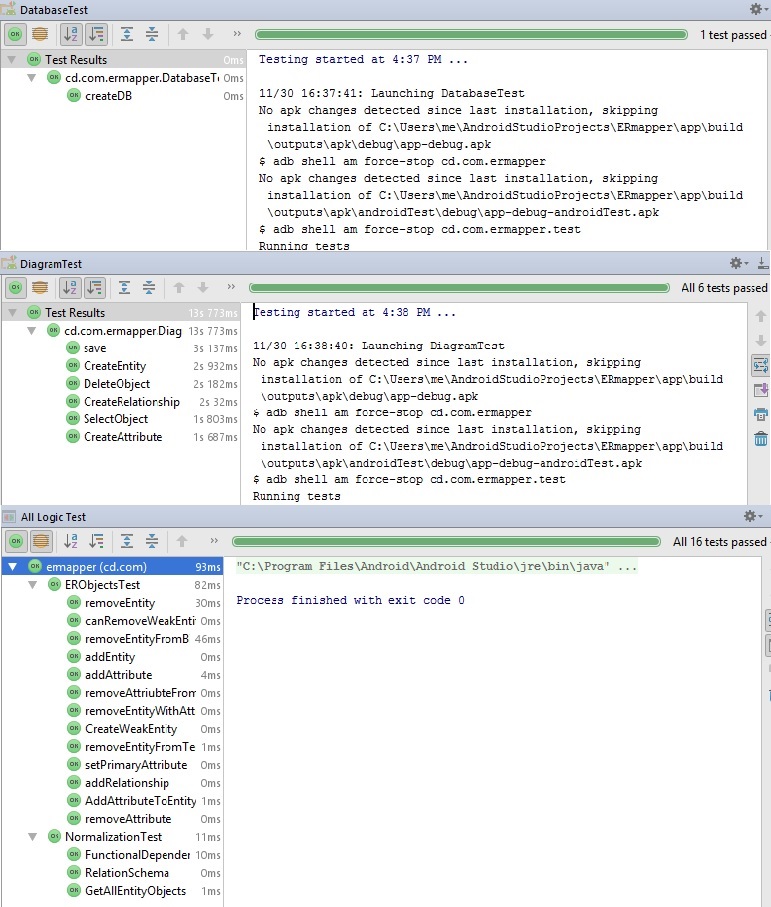 DatabaseTest
1 test passed
Test Results 0ms
cd.com.ermapper.DatabaseTe 0ms
createDB 0ms
Testing started at 4:37 PM ...
11/30 16:37:41: Launching DatabaseTest
No apk changes detected since last installation, skipping
installation of C:\Users\me\AndroidStudioProjects\ERmapper\app\build
\outputs\apk\debug\app-debug.apk
$ adb shell am force-stop cd.com.ermapper
No apk changes detected since last installation, skipping
installation of C:\Users\me\AndroidStudioProjects\ERmapper\app\build
\outputs\apk\androidTest\debug\app-debug-androidTest.apk
$ adb shell am force-stop cd.com.ermapper.test
Running tests
DiagramTest
All 6 tests passed
Test Results 13s 773ms
cd.com.ermapper.Diag 13s 773ms
save 3s 137ms
CreateEntity 2s 932ms
DeleteObject 2s 182ms
CreateRelationship 2s 32ms
SelectObject 1s 803ms
CreateAttribute 1s 687ms
Testing started at 4:38 PM ...
11/30 16:38:40: Launching DiagramTest
No apk changes detected since last installation, skipping
installation of C:\Users\me\AndroidStudioProjects\ERmapper\app\build
\outputs\apk\debug\app-debug.apk
$ adb shell am force-stop cd.com.ermapper
No apk changes detected since last installation, skipping
installation of C:\Users\me\AndroidStudioProjects\ERmapper\app\build
\outputs\apk\androidTest\debug\app-debug-androidTest.apk
$ adb shell am force-stop cd.com.ermapper.test
Running tests
All Logic Test
All 16 tests passed
emapper (cd.com) 93ms
ERObjectsTest 82ms
removeEntity 30ms
canRemoveWeakEntit 0ms
removeEntityFromB 46ms
addEntity 0ms
addAttribute 4ms
removeAttriubteFrom 0ms
removeEntityWithAtt 0ms
CreateWeakEntity 0ms
removeEntityFromTe 1ms
setPrimaryAttribute 0ms
addRelationship 0ms
AddAttributeToEntity 1ms
removeAttribute 0ms
NormalizationTest 11ms
FunctionalDepender 10ms
RelationSchema 0ms
GetAllEntityObjects 1ms
"C:\Program Files\Android\Android Studio\jre\bin\java" ...
Process finished with exit code 0